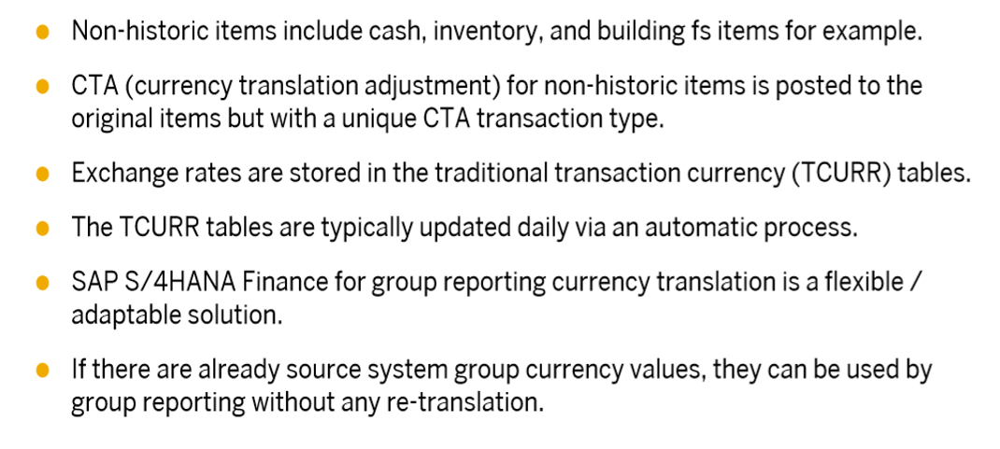 Non-historic items include cash, inventory, and building fs items for example.
CTA (currency translation adjustment) for non-historic items is posted to the
original items but with a unique CTA transaction type.
Exchange rates are stored in the traditional transaction currency (TCURR) tables.
The TCURR tables are typically updated daily via an automatic process.
SAP S/4HANA Finance for group reporting currency translation is a flexible /
adaptable solution.
If there are already source system group currency values, they can be used by
group reporting without any re-translation.